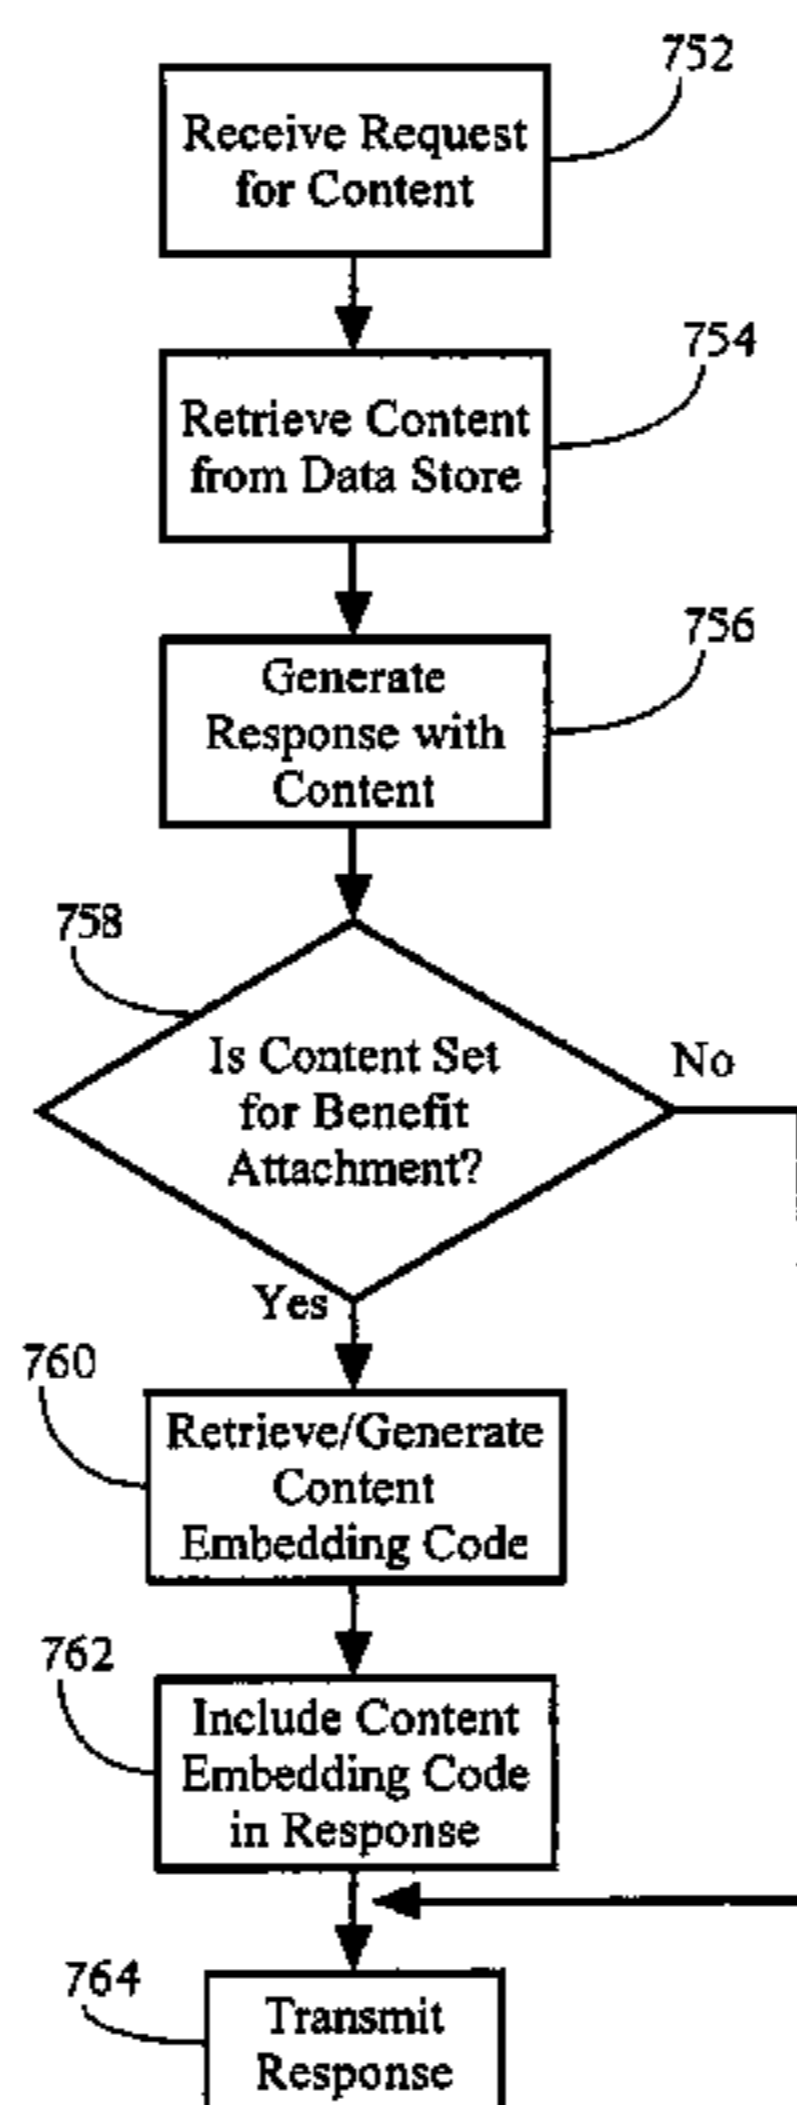 752
Receive Request
for Content
754
Retrieve Content
from Data Store
756
Generate
Response with
Content
758
Is Content Set
for Benefit
Attachment?
No
Yes
760
Retrieve/Generate
Content
Embedding Code
762
Include Content
Embedding Code
in Response
764
Transmit
Response